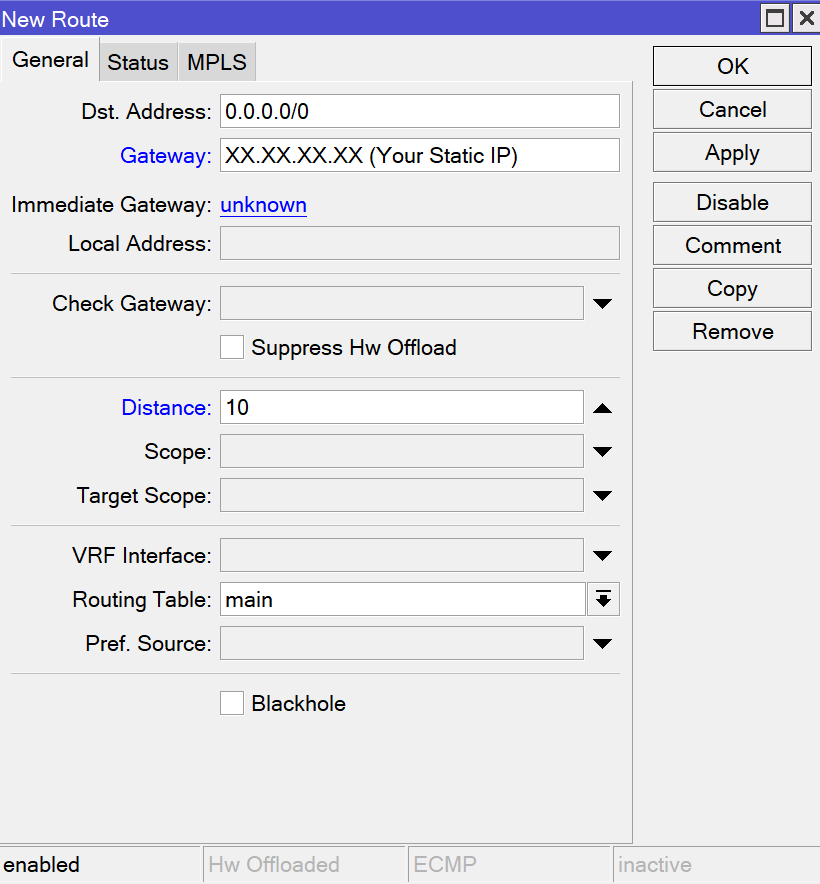 New Route
General Status MPLS
OK
Dst. Address: 0.0.0.0/0
Cancel
Gateway: XX.XX.XX.XX (Your Static IP)
Apply
Immediate Gateway: unknown
Disable
Local Address:
Comment
Check Gateway:
Copy
Suppress Hw Offload
Remove
Distance: 10
Scope:
Target Scope:
VRF Interface:
Routing Table: main
Pref. Source:
Blackhole
enabled Hw Offloaded ECMP inactive